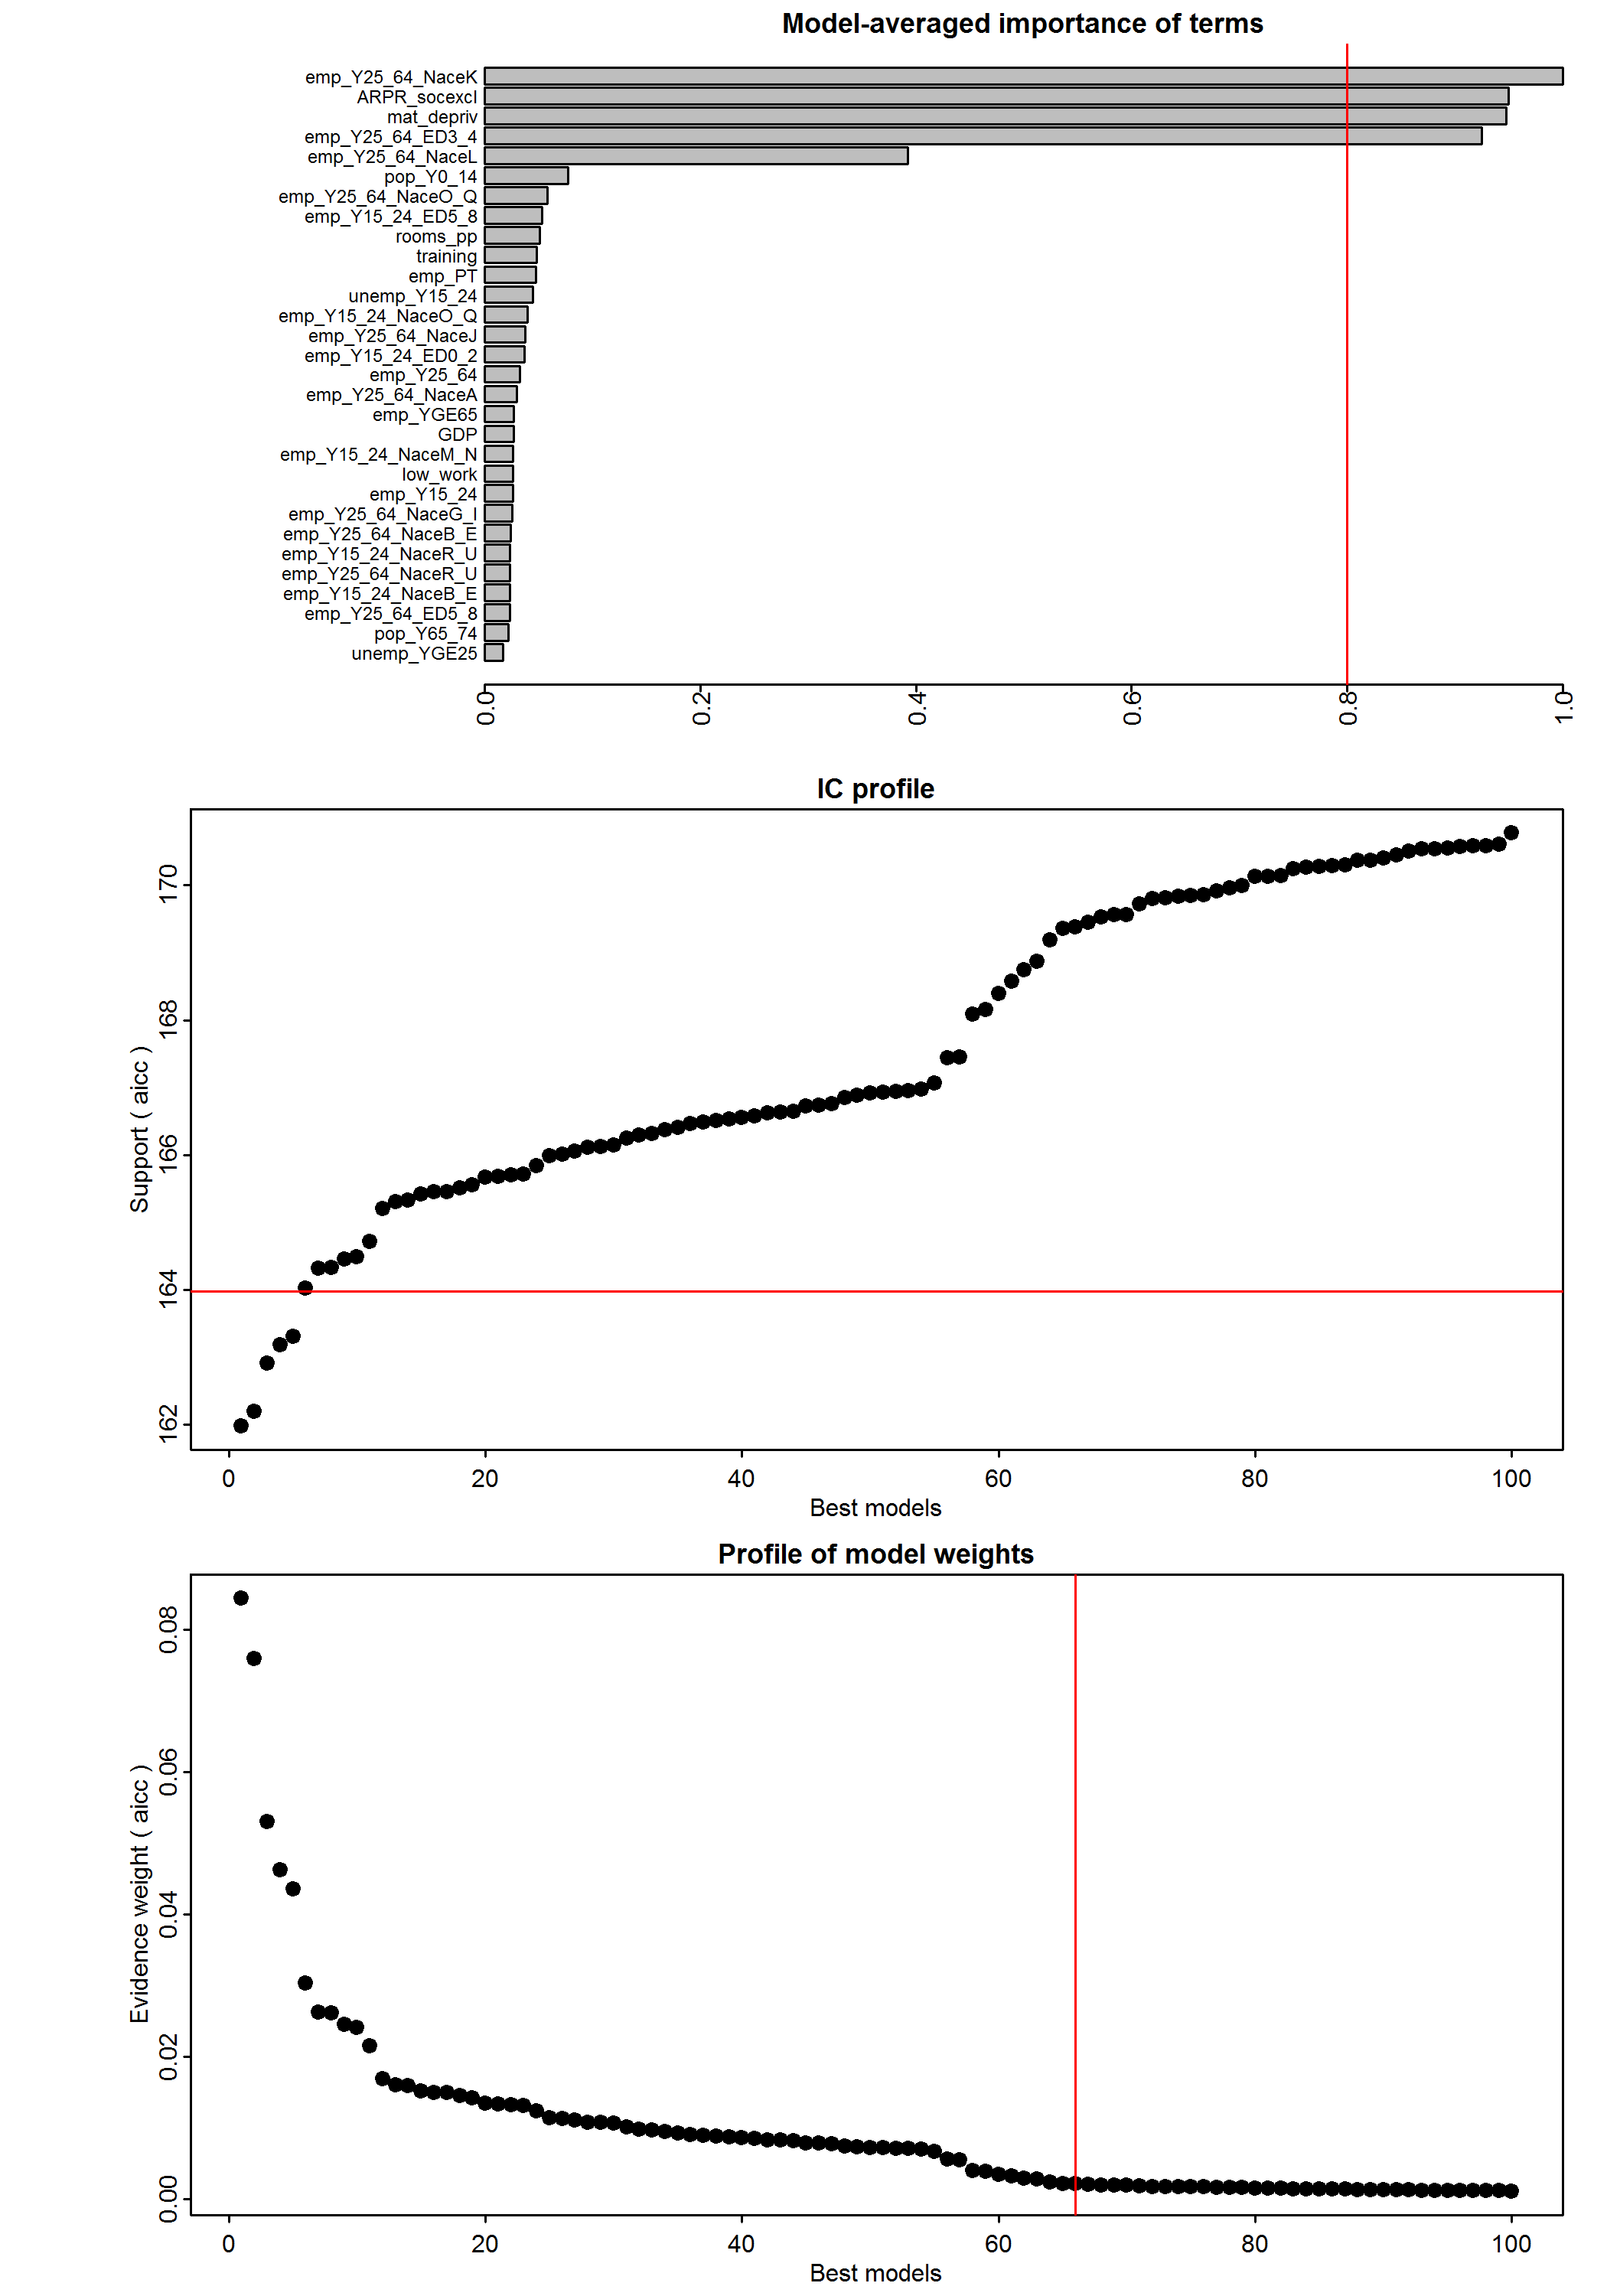 Model-averaged importance of terms
emp_Y25_64_NaceK
ARPR_socexcl
mat_depriv
emp_Y25_64_ED3_4
emp_Y25_64_NaceL
pop_Y0_14
emp_Y25_64_NaceO_Q
emp_Y15_24_ED5_8
rooms_pp
training
emp_PT
unemp_Y15_24
emp_Y15_24_NaceO_Q
emp_Y25_64_NaceJ
emp_Y15_24_ED0_2
emp_Y25_64
emp_Y25_64_NaceA
emp_YGE65
GDP
emp_Y15_24_NaceM_N
low_work
emp_Y15_24
emp_Y25_64_NaceG_I
emp_Y25_64_NaceB_E
emp_Y15_24_NaceR_U
emp_Y25_64_NaceR_U
emp_Y15_24_NaceB_E
emp_Y25_64_ED5_8
pop_Y65_74
unemp_YGE25
0.0 0.2 0.4 0.6 0.8 1.0
IC profile
Support ( aicc )
170
168
166
164
162
0 20 40 60 80 100
Best models
Profile of model weights
Evidence weight ( aicc )
0.08
0.06
0.04
0.02
0.00
0 20 40 60 80 100
Best models